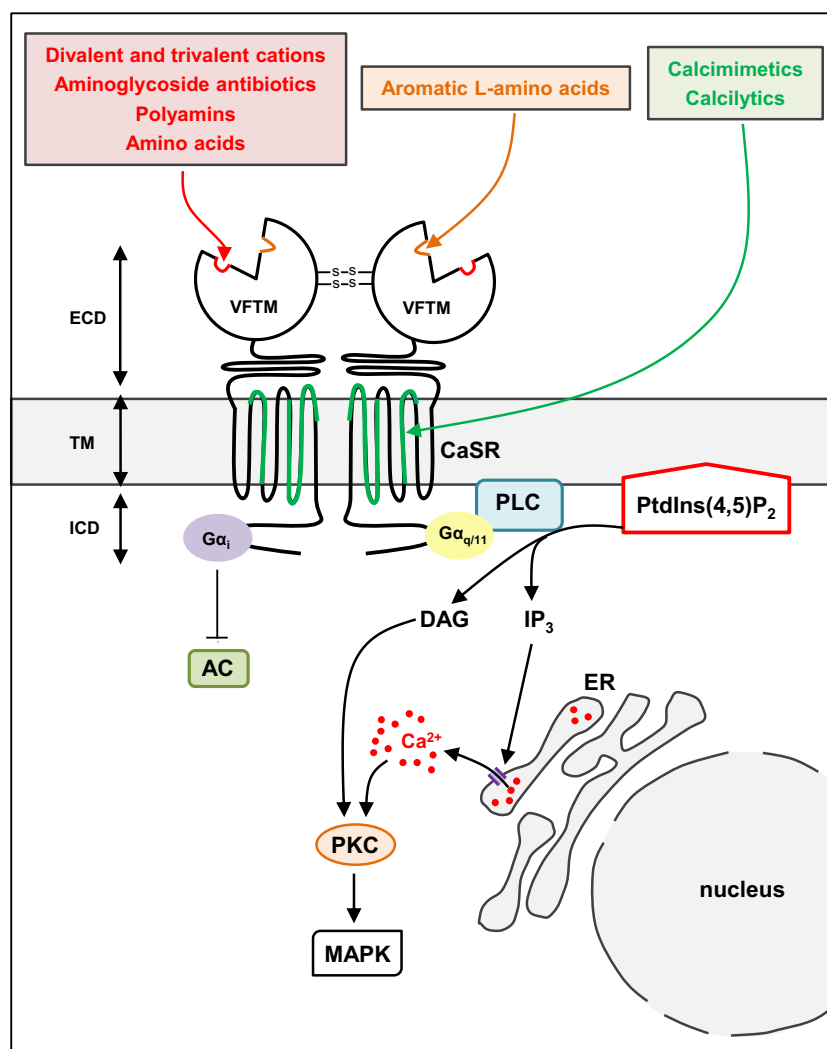 Divalent and trivalent cations
Aminoglycoside antibiotics
Polyamins
Amino acids
Aromatic L-amino acids
Calcimimetics
Calcilytics
S S
S S
VFTM
VFTM
ECD
TM
CaSR
ICD
Gαi
Gαq/11
PLC
PtdIns(4,5)P2
AC
DAG
IP3
ER
Ca2+
PKC
nucleus
MAPK